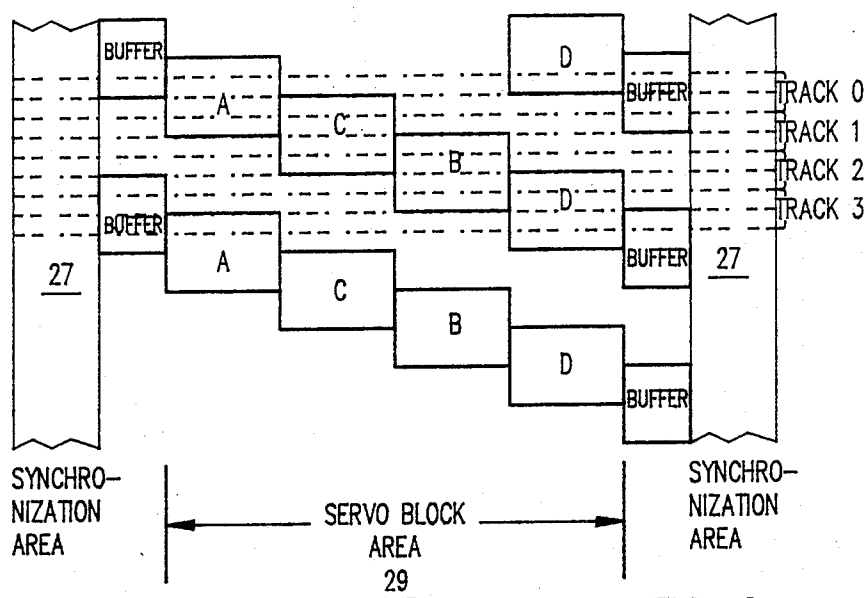 BUFFER
D
A
BUFFER
TRACK 0
C
TRACK 1
B
TRACK 2
D
TRACK 3
BUFFER
A
BUFFER
27
27
C
B
D
BUFFER
SYNCHRO-
NIZATION
AREA
SERVO BLOCK
AREA
29
SYNCHRO-
NIZATION
AREA